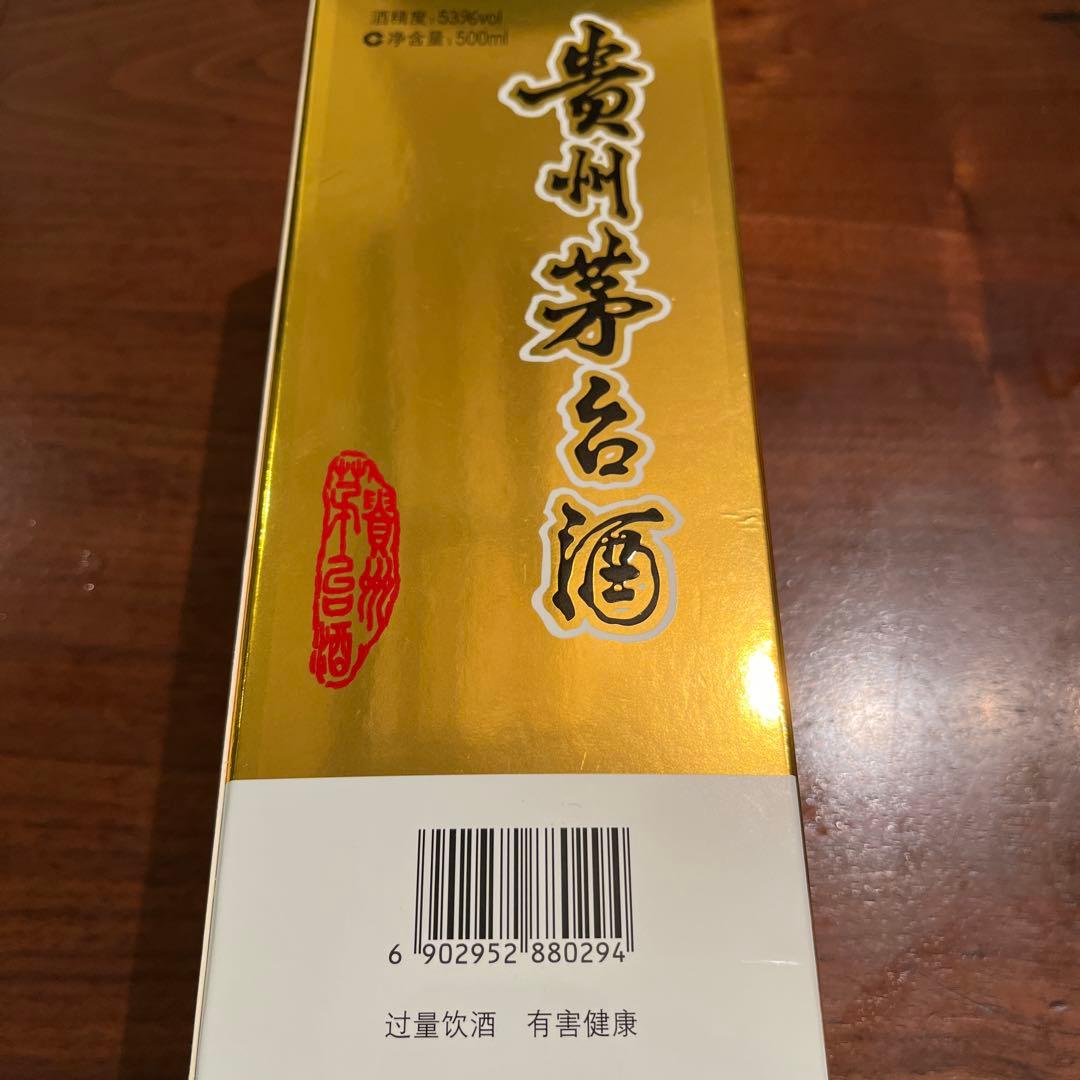 酒精度:53%vol
C净含量:500ml
贵州茅台酒
贵州
茅台酒
6 902952 880294
过量饮酒 有害健康